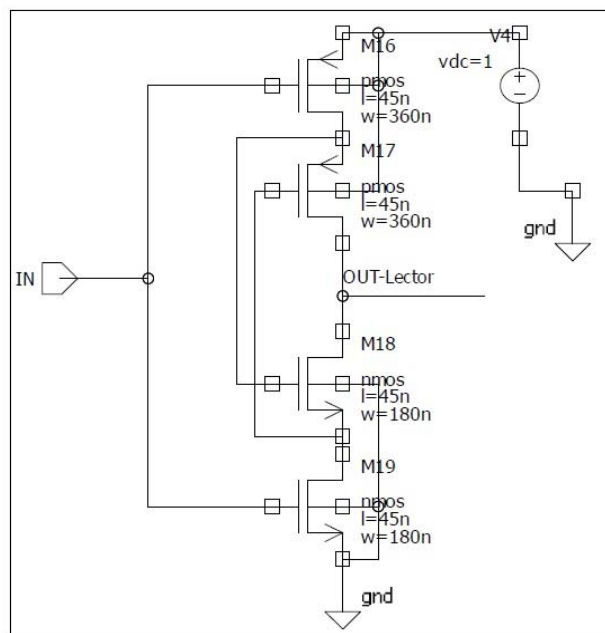 M16
pmos
l=45n
w=360n
V4
vdc=1
+
−
gnd
M17
pmos
l=45n
w=360n
IN
OUT-Lector
M18
nmos
l=45n
w=180n
M19
nmos
l=45n
w=180n
gnd